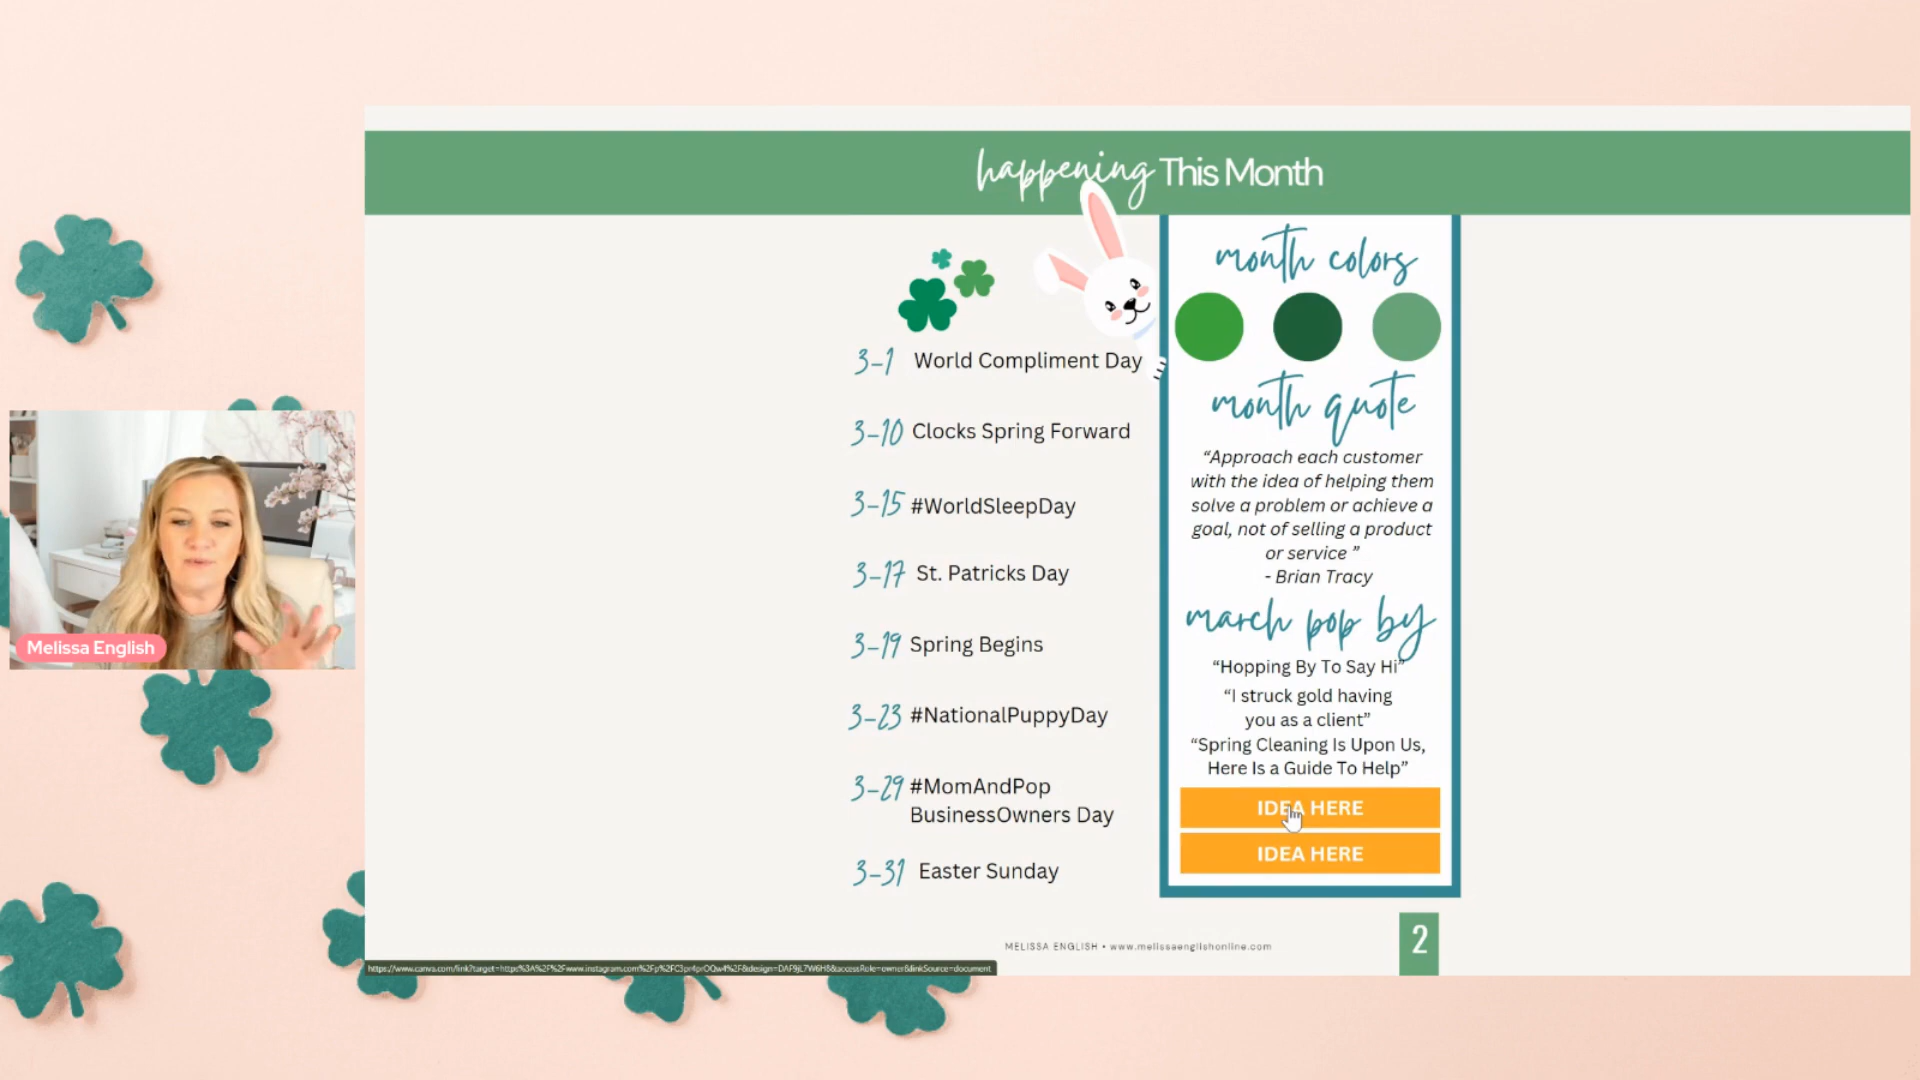 happening This Month
3-1 World Compliment Day
3-10 Clocks Spring Forward
3-15 #WorldSleepDay
3-17 St. Patricks Day
3-19 Spring Begins
3-23 #NationalPuppyDay
3-29 #MomAndPop
BusinessOwners Day
3-31 Easter Sunday
month colors
month quote
“Approach each customer
with the idea of helping them
solve a problem or achieve a
goal, not of selling a product
or service ”
- Brian Tracy
march pop by
“Hopping By To Say Hi”
“I struck gold having
you as a client”
“Spring Cleaning Is Upon Us,
Here Is a Guide To Help”
IDEA HERE
IDEA HERE
MELISSA ENGLISH • www.melissaenglishonline.com
2
Melissa English